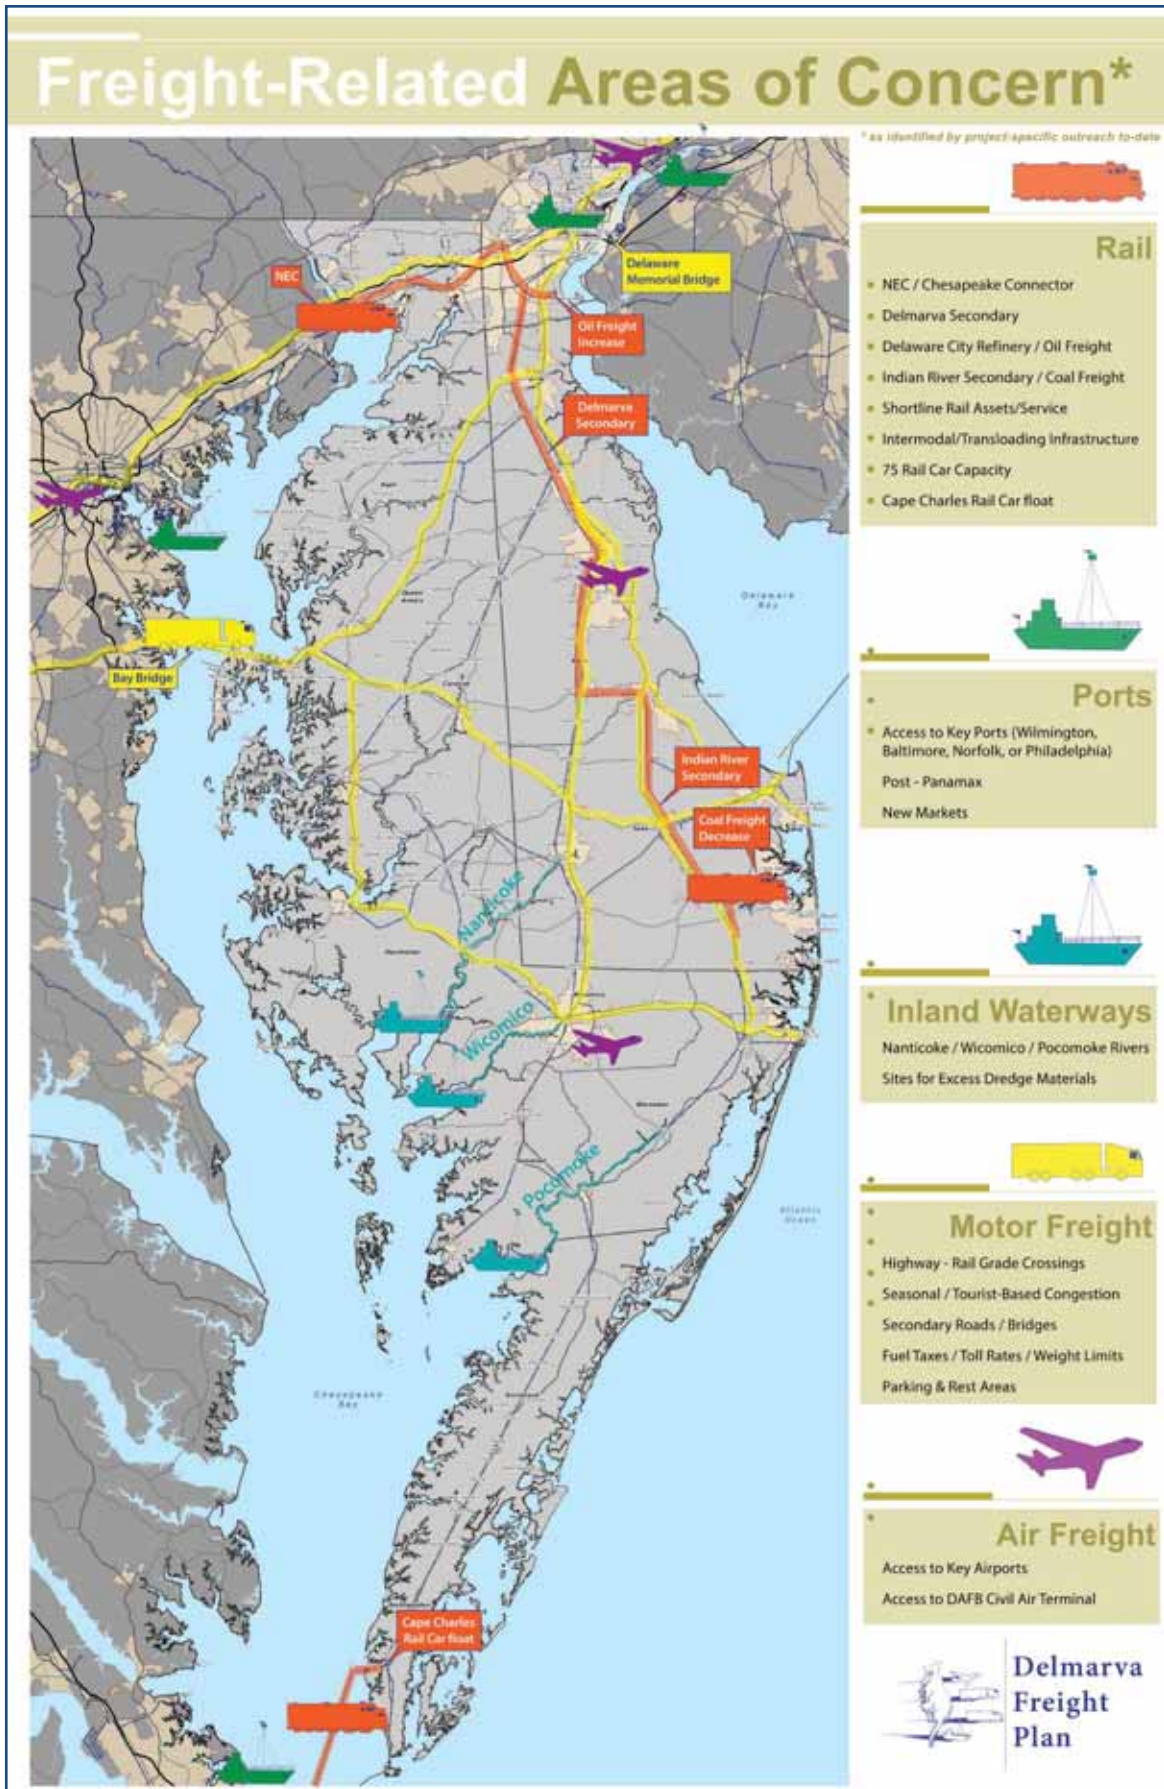 Freight-Related Areas of Concern*
* as identified by project-specific outreach to-date
NEC
Delaware
Memorial Bridge
Oil Freight
Increase
Delmarva
Secondary
Delaware
Bay
Bay Bridge
Indian River
Secondary
Coal Freight
Decrease
Nanticoke
Wicomico
Pocomoke
Atlantic
Ocean
Chesapeake
Bay
Cape Charles
Rail Car float
Rail
NEC / Chesapeake Connector
Delmarva Secondary
Delaware City Refinery / Oil Freight
Indian River Secondary / Coal Freight
Shortline Rail Assets/Service
Intermodal/Transloading Infrastructure
75 Rail Car Capacity
Cape Charles Rail Car float
Ports
Access to Key Ports (Wilmington,
Baltimore, Norfolk, or Philadelphia)
Post - Panamax
New Markets
Inland Waterways
Nanticoke / Wicomico / Pocomoke Rivers
Sites for Excess Dredge Materials
Motor Freight
Highway - Rail Grade Crossings
Seasonal / Tourist-Based Congestion
Secondary Roads / Bridges
Fuel Taxes / Toll Rates / Weight Limits
Parking & Rest Areas
Air Freight
Access to Key Airports
Access to DAFB Civil Air Terminal
Delmarva
Freight
Plan